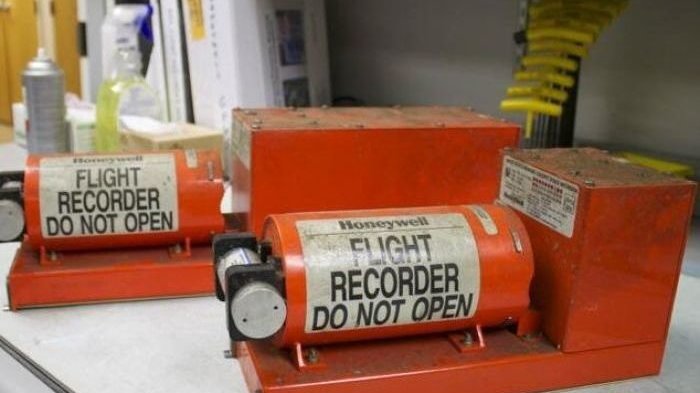 Honeywell
FLIGHT
RECORDER
DO NOT OPEN
Honeywell
FLIGHT
RECORDER
DO NOT OPEN